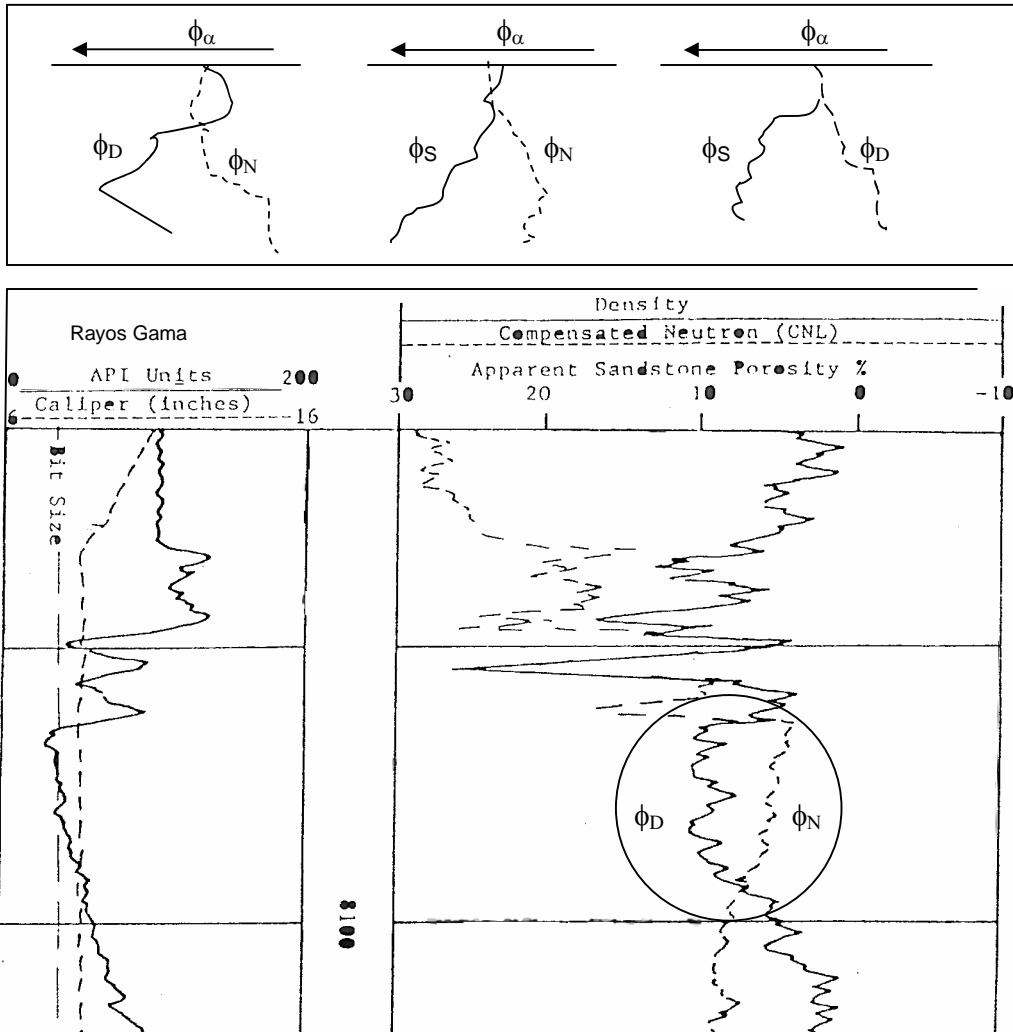 ϕα ϕα ϕα
ϕD ϕN ϕS ϕN ϕS ϕD
Density
Rayos Gama
Compensated Neutron (CNL)
API Units
0 200
Apparent Sandstone Porosity %
Caliper (inches)
6 16
30 20 10 0 -10
Bit Size
ϕD ϕN
8100